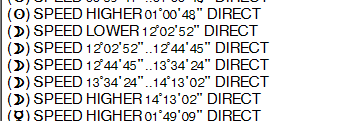 (☉) SPEED HIGHER 01°00'48" DIRECT
(☽) SPEED LOWER 12°02'52" DIRECT
(☽) SPEED 12°02'52"..12°44'45" DIRECT
(☽) SPEED 12°44'45"..13°34'24" DIRECT
(☽) SPEED 13°34'24"..14°13'02" DIRECT
(☽) SPEED HIGHER 14°13'02" DIRECT
(☿) SPEED HIGHER 01°49'09" DIRECT